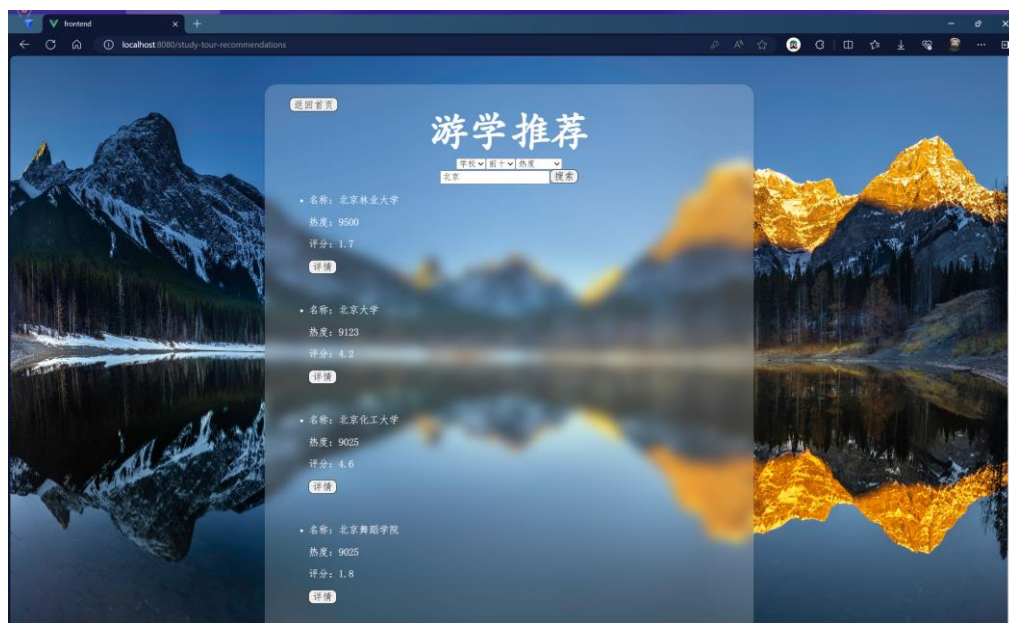 frontend
localhost:8080/study-tour-recommendations
返回首页
游学推荐
学校 前十 热度
北京 搜索
名称：北京林业大学
热度：9500
评分：1.7
详情
名称：北京大学
热度：9123
评分：4.2
详情
名称：北京化工大学
热度：9025
评分：4.6
详情
名称：北京舞蹈学院
热度：9025
评分：1.8
详情